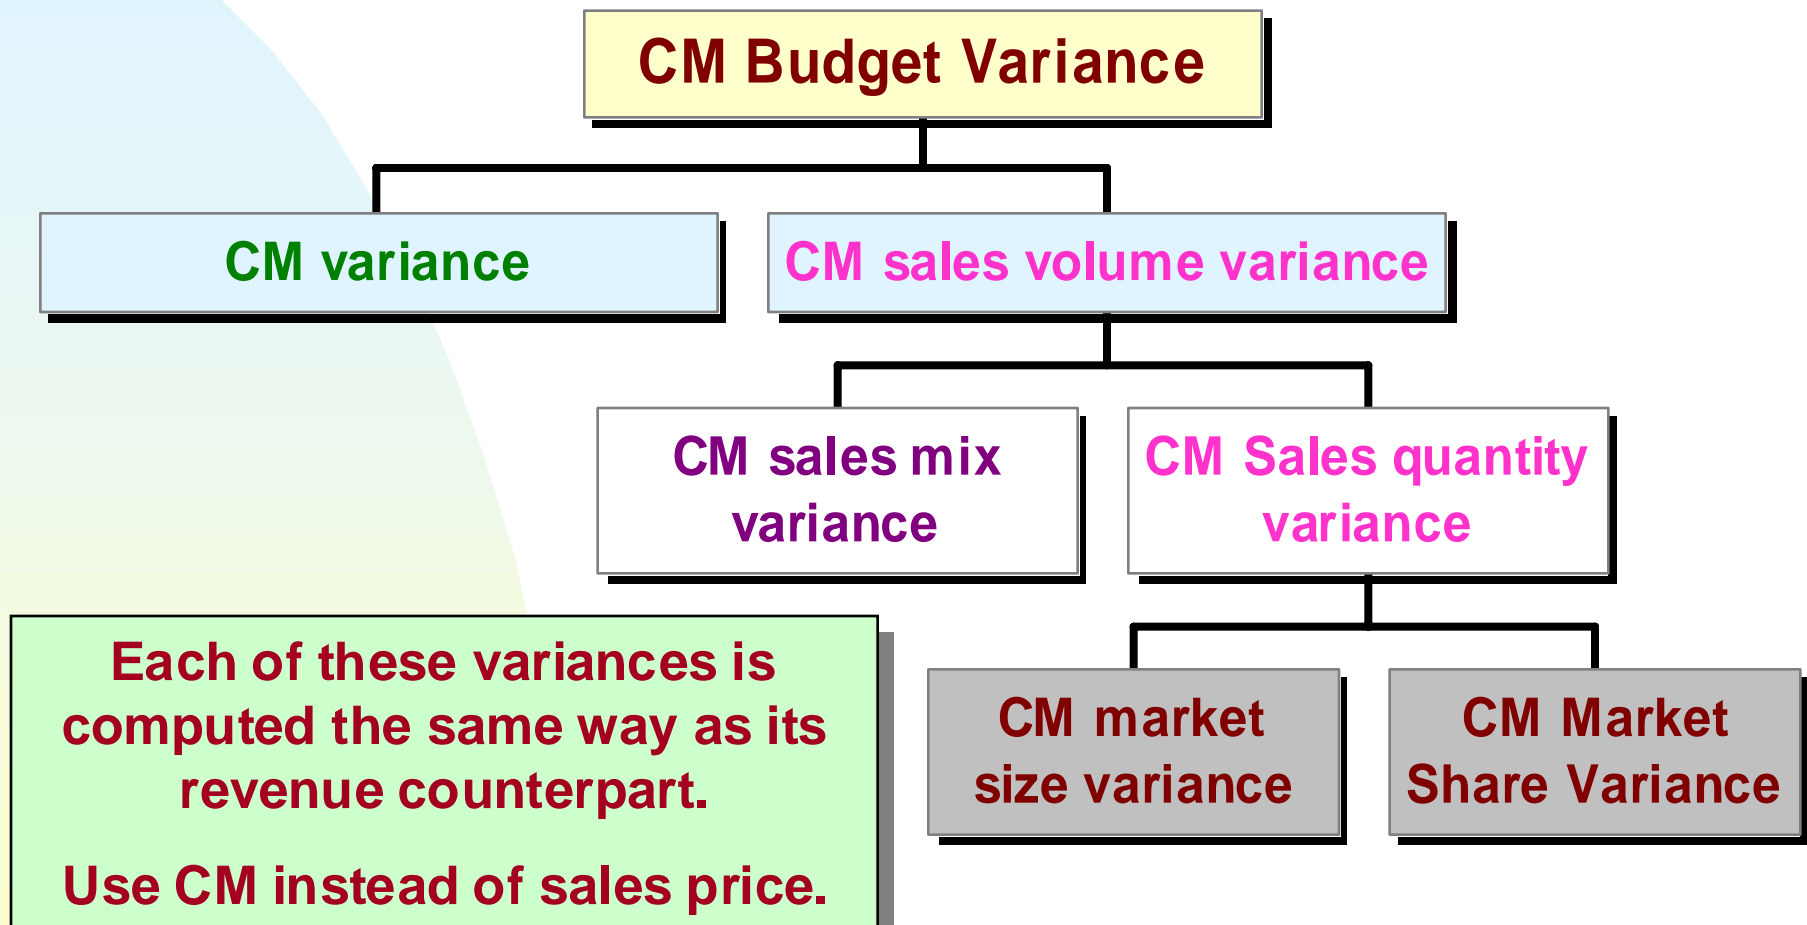 CM Budget Variance
CM variance
CM sales volume variance
CM sales mix
variance
CM Sales quantity
variance
CM market
size variance
CM Market
Share Variance
Each of these variances is
computed the same way as its
revenue counterpart.
Use CM instead of sales price.